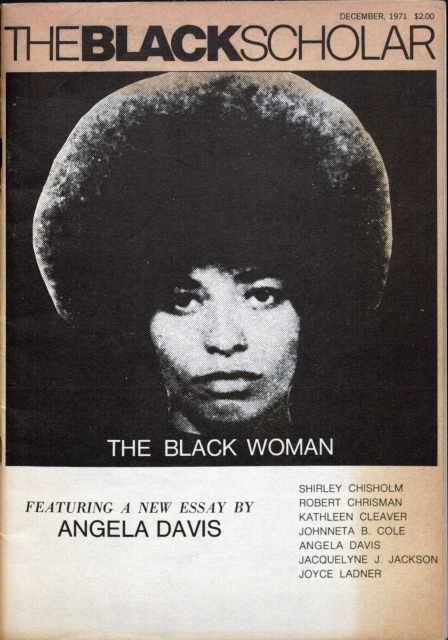 DECEMBER, 1971 $2.00
THEBLACKSCHOLAR
THE BLACK WOMAN
FEATURING A NEW ESSAY BY
ANGELA DAVIS
SHIRLEY CHISHOLM
ROBERT CHRISMAN
KATHLEEN CLEAVER
JOHNNETA B. COLE
ANGELA DAVIS
JACQUELYNE J. JACKSON
JOYCE LADNER